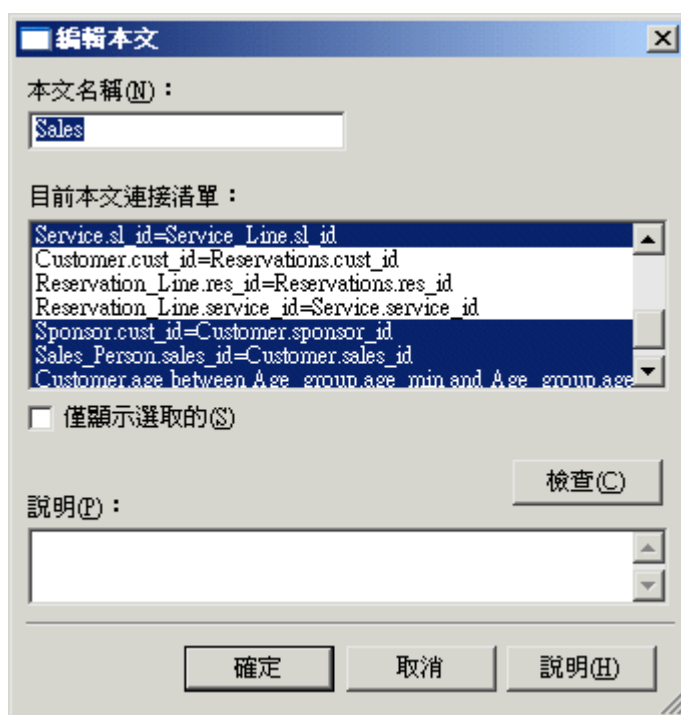 編輯本文
本文名稱(N)：
Sales
目前本文連接清單：
Service.sl_id=Service_Line.sl_id
Customer.cust_id=Reservations.cust_id
Reservation_Line.res_id=Reservations.res_id
Reservation_Line.service_id=Service.service_id
Sponsor.cust_id=Customer.sponsor_id
Sales_Person.sales_id=Customer.sales_id
Customer.age between Age_group.age_min and Age_group.age
僅顯示選取的(S)
檢查(C)
說明(P)：
確定 取消 說明(H)